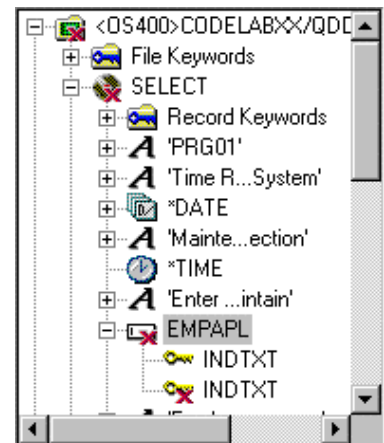 <OS400>CODELABXX/QDD
File Keywords
SELECT
Record Keywords
'PRG01'
'Time R...System'
*DATE
'Mainte...ection'
*TIME
'Enter ...intain'
EMPAPL
INDTXT
INDTXT